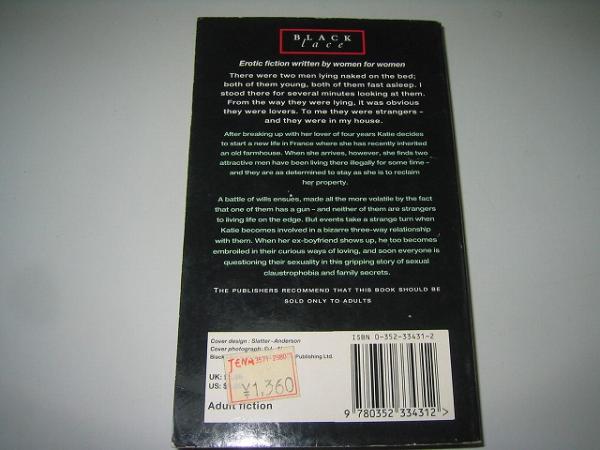 BLACK
lace
Erotic fiction written by women for women
There were two men lying naked on the bed;
both of them young, both of them fast asleep. I
stood there for several minutes looking at them.
From the way they were lying, it was obvious
they were lovers. To me they were strangers –
and they were in my house.
After breaking up with her lover of four years Katie decides
to start a new life in France where she has recently inherited
an old farmhouse. When she arrives, however, she finds two
attractive men have been living there illegally for some time –
and they are as determined to stay as she is to reclaim
her property.
A battle of wills ensues, made all the more volatile by the fact
that one of them has a gun – and neither of them are strangers
to living life on the edge. But events take a strange turn when
Katie becomes involved in a bizarre three-way relationship
with them. When her ex-boyfriend shows up, he too becomes
embroiled in their curious ways of loving, and soon everyone is
questioning their sexuality in this gripping story of sexual
claustrophobia and family secrets.
THE PUBLISHERS RECOMMEND THAT THIS BOOK SHOULD BE
SOLD ONLY TO ADULTS
Cover design : Slatter-Anderson
Cover photograph:
Black Publishing Ltd.
JENA 3571-2980
UK:
US: $
¥1,360
Adult fiction
ISBN 0-352-33431-2
9 780352 334312 >